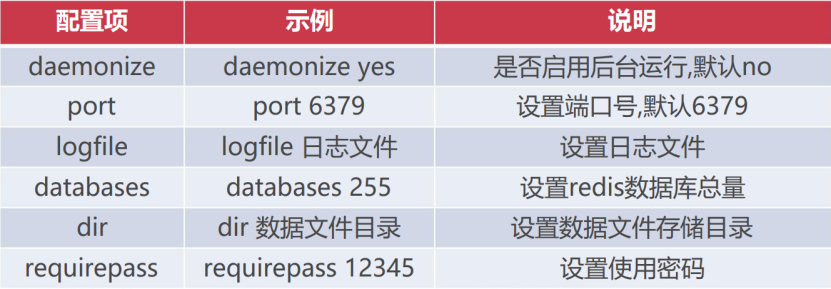 配置项 示例 说明
daemonize daemonize yes 是否启用后台运行,默认no
port port 6379 设置端口号,默认6379
logfile logfile 日志文件 设置日志文件
databases databases 255 设置redis数据库总量
dir dir 数据文件目录 设置数据文件存储目录
requirepass requirepass 12345 设置使用密码